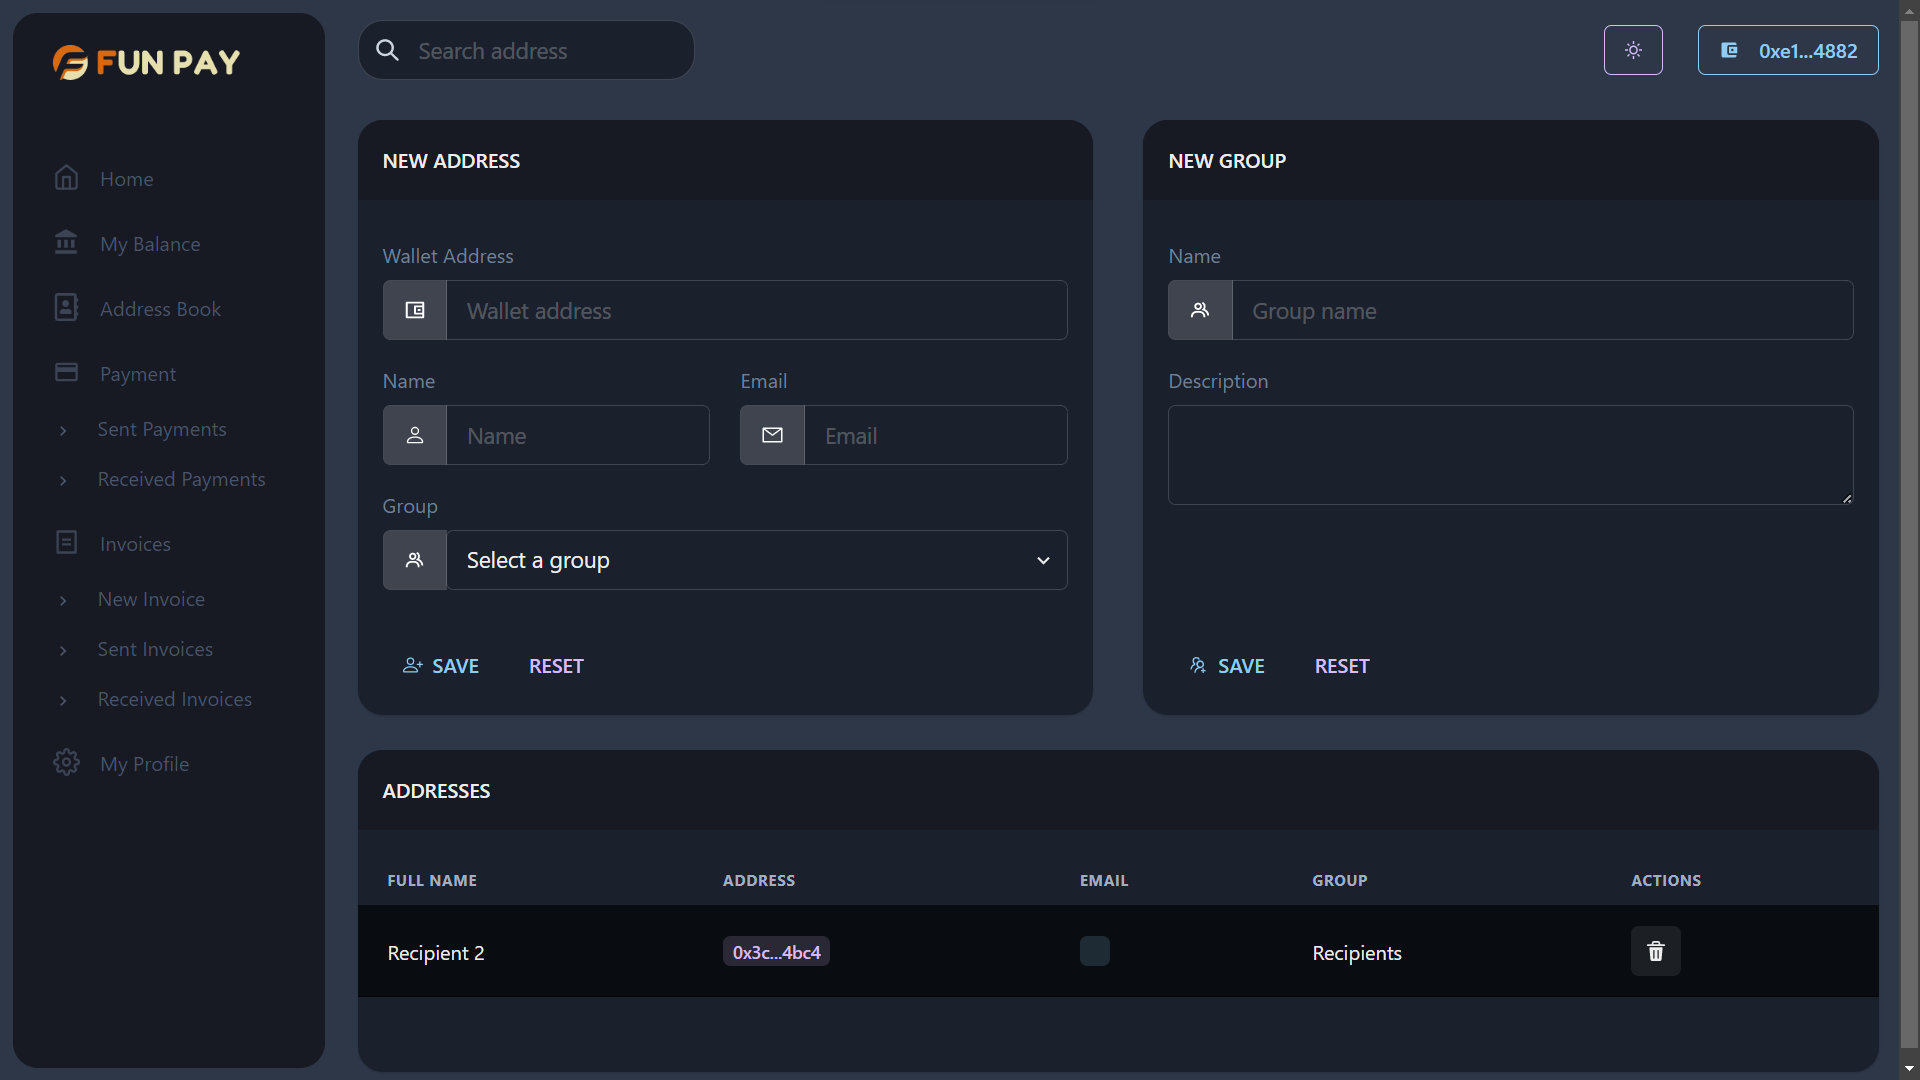 FUN PAY
Search address
0xe1...4882
Home
My Balance
Address Book
Payment
Sent Payments
Received Payments
Invoices
New Invoice
Sent Invoices
Received Invoices
My Profile
NEW ADDRESS
Wallet Address
Wallet address
Name
Email
Name
Email
Group
Select a group
SAVE
RESET
NEW GROUP
Name
Group name
Description
SAVE
RESET
ADDRESSES
FULL NAME
ADDRESS
EMAIL
GROUP
ACTIONS
Recipient 2
0x3c...4bc4
Recipients